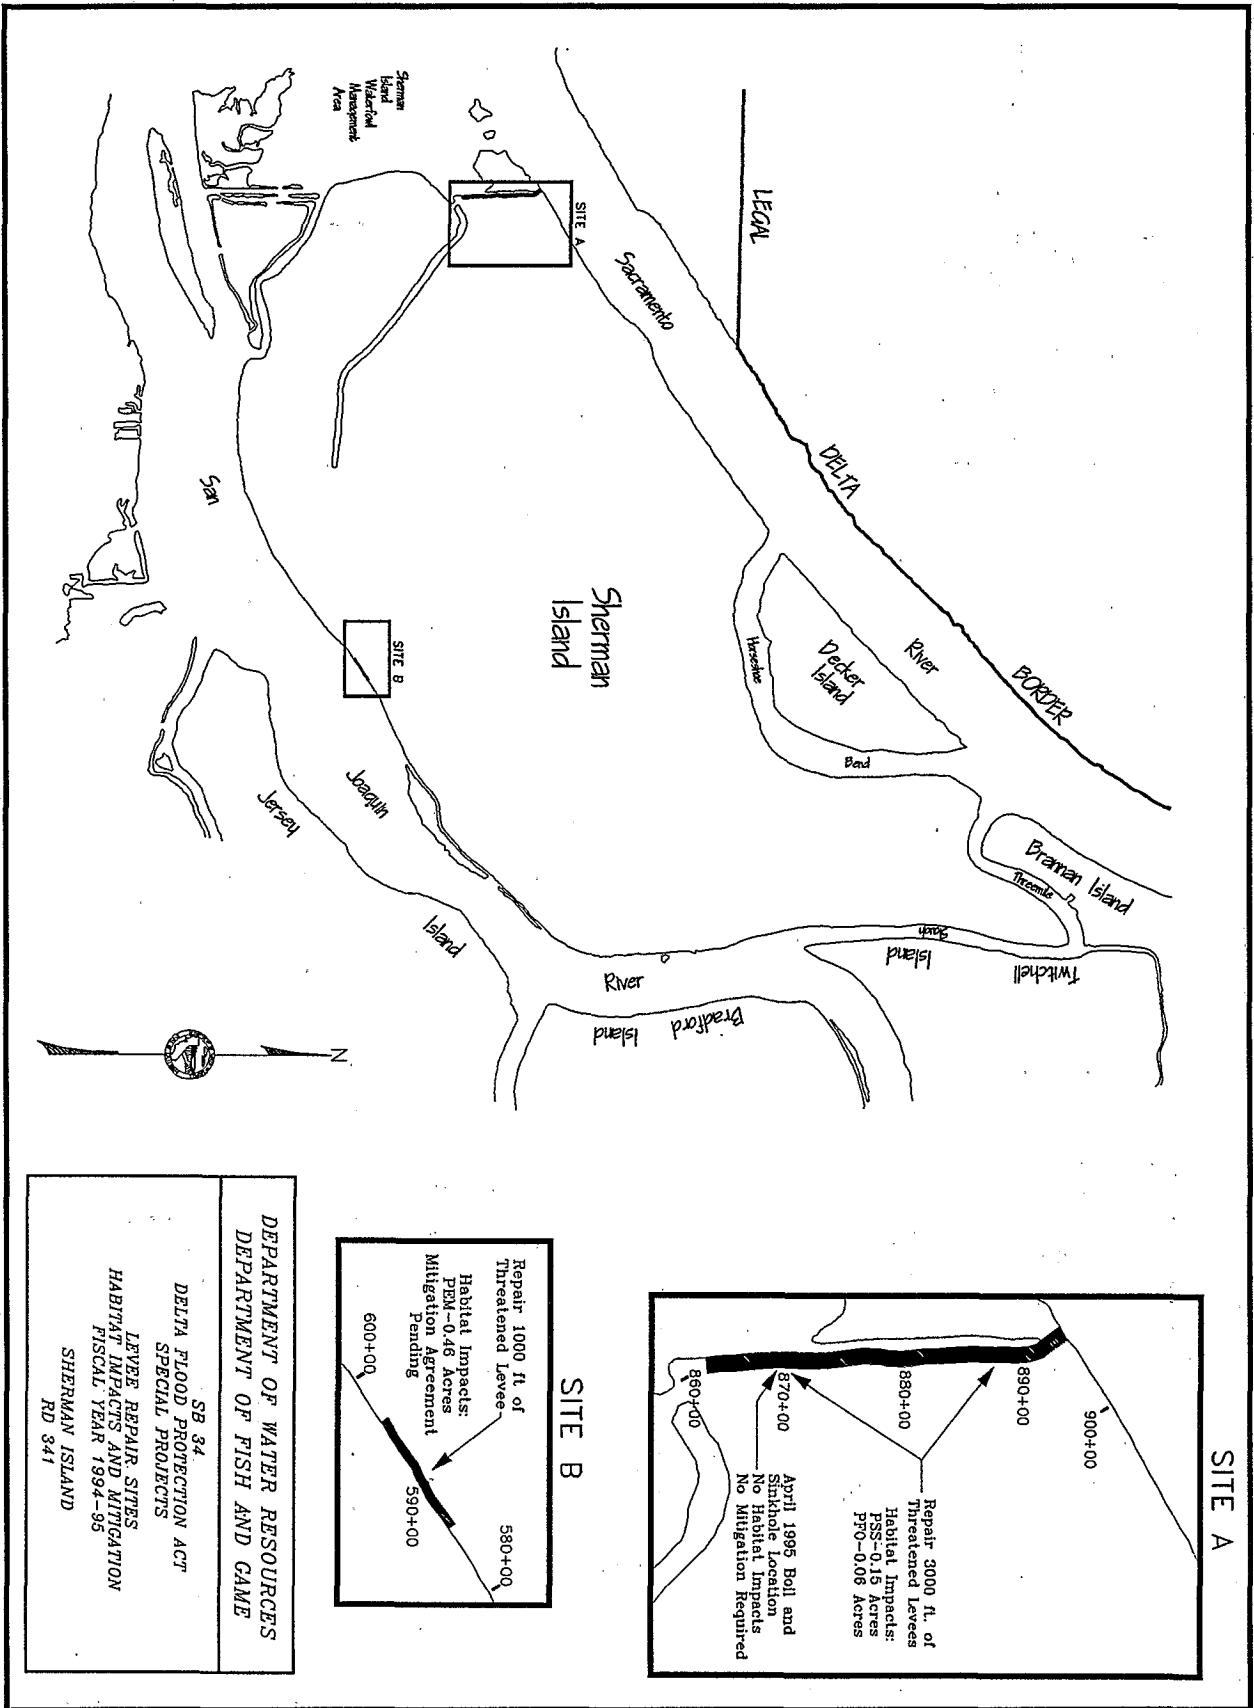 LEGAL
DELTA
BORDER
Sacramento
River
Decker
Island
Horseshoe
Bend
Brannan Island
Threemile
Slough
Twitchell
Island
Sherman
Island
Sherman
Island
Waterfowl
Management
Area
SITE A
SITE B
San
Joaquin
River
Jersey
Island
Bradford
Island
N
SITE A
900+00
890+00
880+00
870+00
860+00
Repair 3000 ft. of
Threatened Levees
Habitat Impacts:
PSS-0.15 Acres
PFO-0.06 Acres
April 1995 Boil and
Sinkhole Location
No Habitat Impacts
No Mitigation Required
SITE B
Repair 1000 ft of
Threatened Levee
Habitat Impacts:
PEM-0.46 Acres
Mitigation Agreement
Pending
580+00
590+00
600+00
DEPARTMENT OF WATER RESOURCES
DEPARTMENT OF FISH AND GAME
SB 34
DELTA FLOOD PROTECTION ACT
SPECIAL PROJECTS
LEVEE REPAIR SITES
HABITAT IMPACTS AND MITIGATION
FISCAL YEAR 1994-95
SHERMAN ISLAND
RD 341